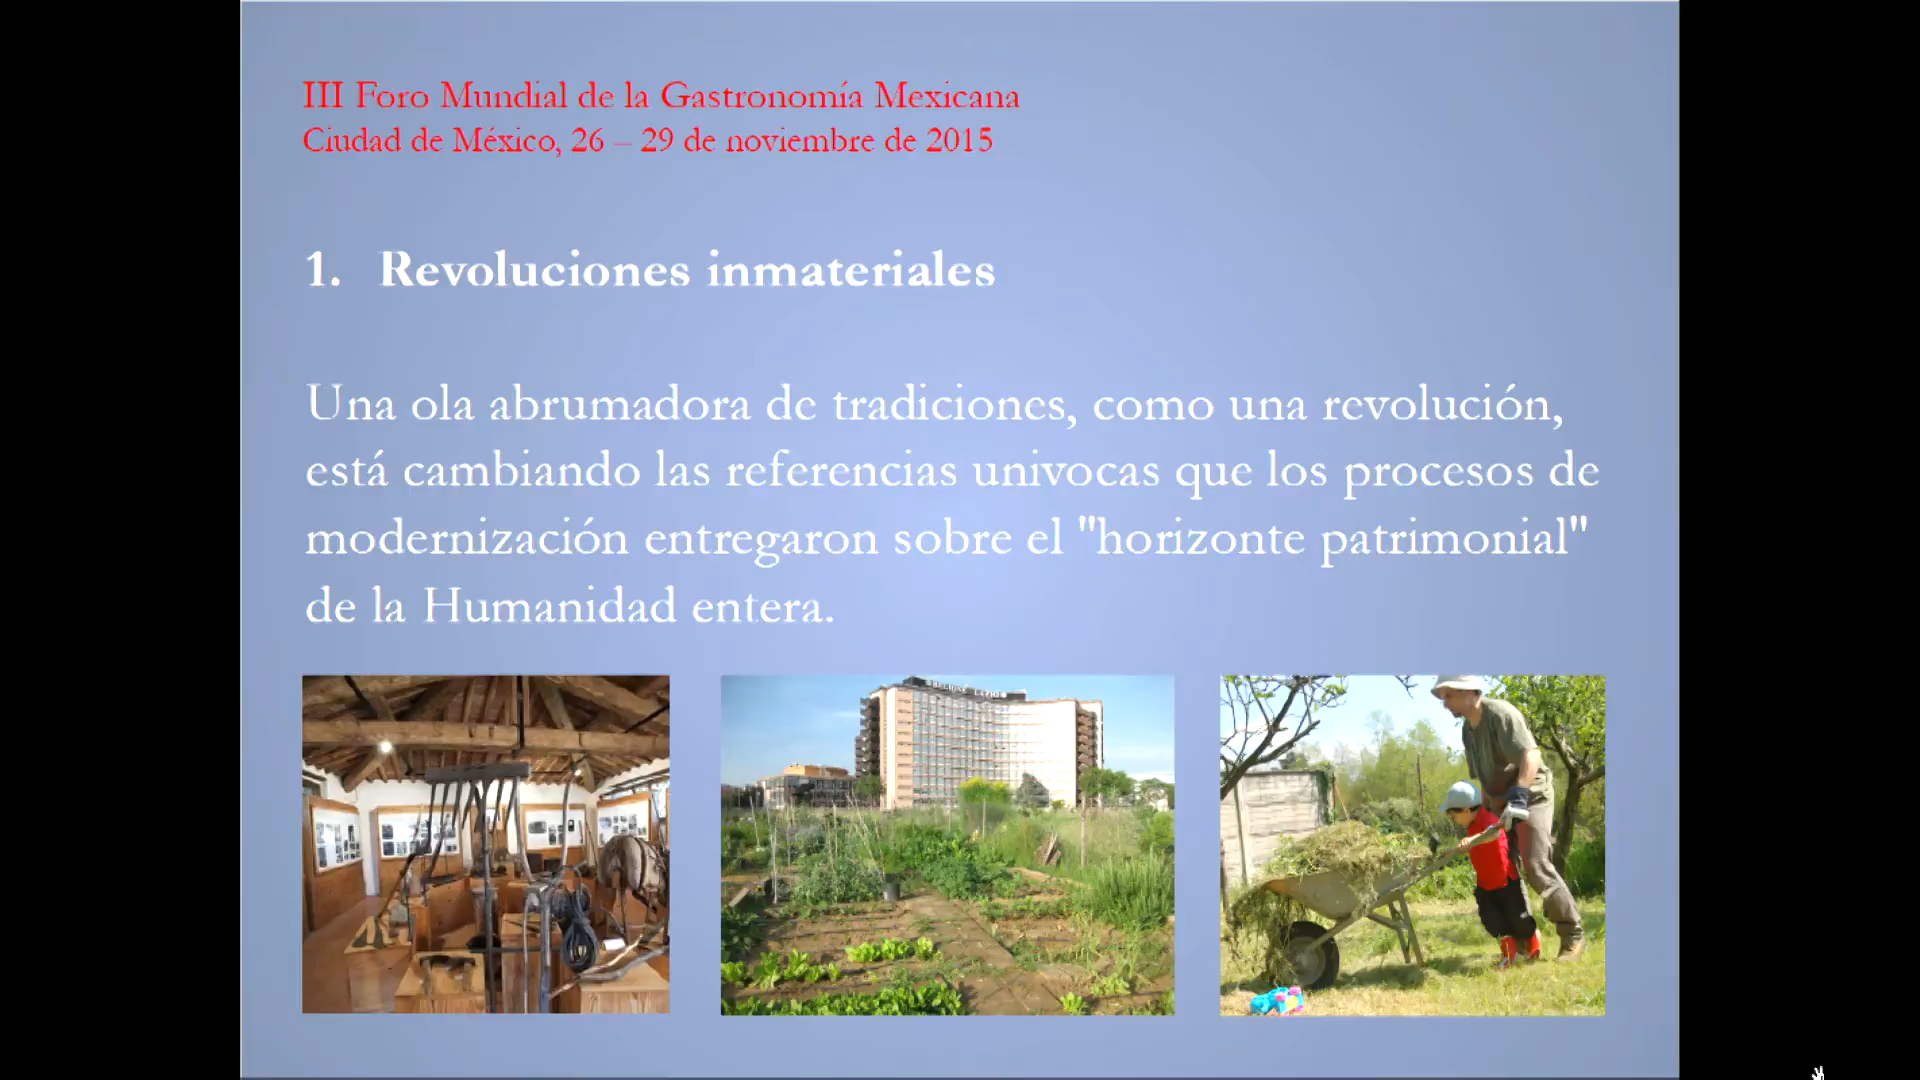 III Foro Mundial de la Gastronomía Mexicana
Ciudad de México, 26 – 29 de noviembre de 2015
1. Revoluciones inmateriales
Una ola abrumadora de tradiciones, como una revolución,
está cambiando las referencias univocas que los procesos de
modernización entregaron sobre el "horizonte patrimonial"
de la Humanidad entera.